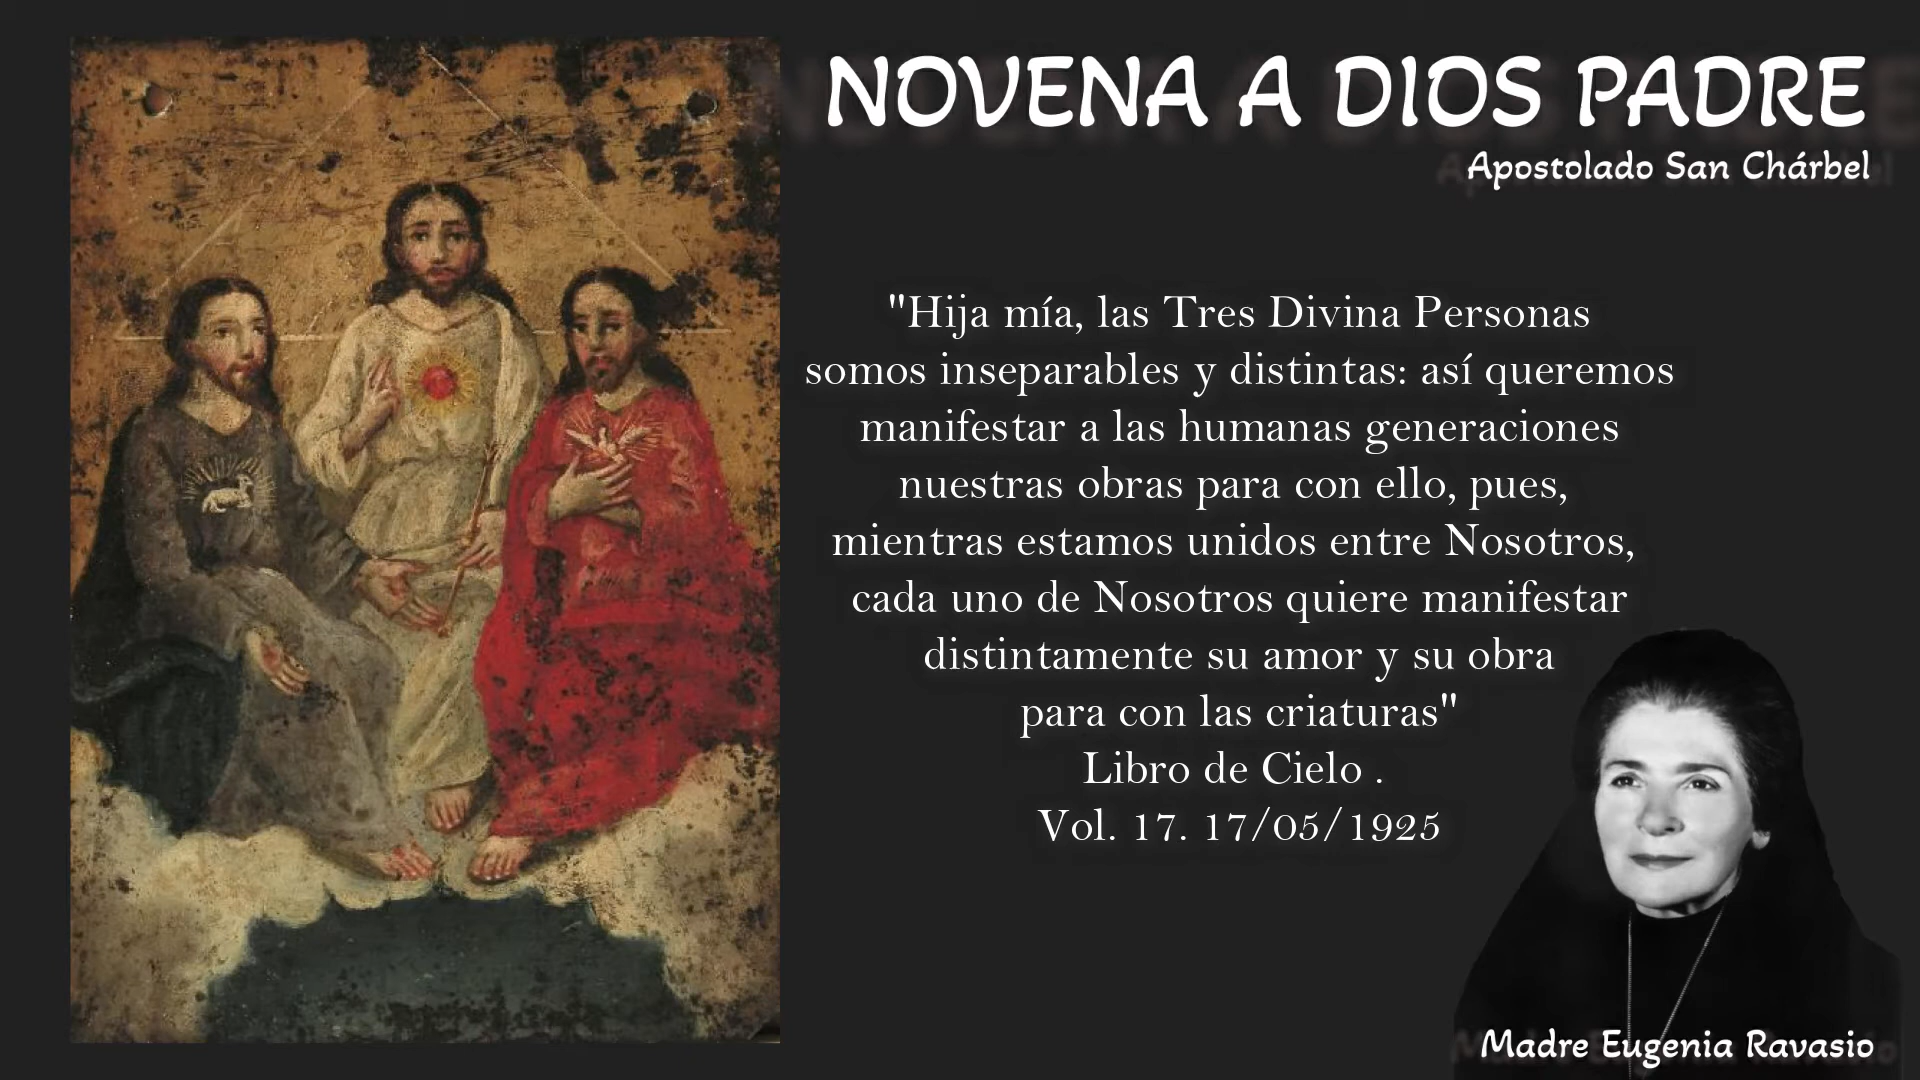 NOVENA A DIOS PADRE
Apostolado San Chárbel
"Hija mía, las Tres Divina Personas
somos inseparables y distintas: así queremos
manifestar a las humanas generaciones
nuestras obras para con ello, pues,
mientras estamos unidos entre Nosotros,
cada uno de Nosotros quiere manifestar
distintamente su amor y su obra
para con las criaturas"
Libro de Cielo .
Vol. 17. 17/05/1925
Madre Eugenia Ravasio